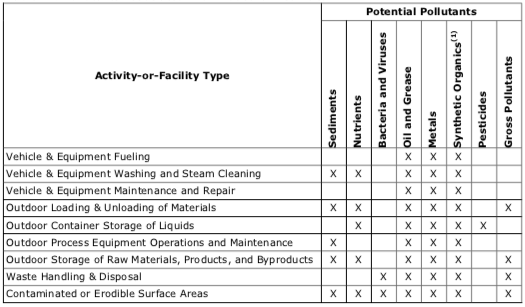 Potential Pollutants
Activity-or-Facility Type
Sediments
Nutrients
Bacteria and Viruses
Oil and Grease
Metals
Synthetic Organics(1)
Pesticides
Gross Pollutants
Vehicle & Equipment Fueling X X X
Vehicle & Equipment Washing and Steam Cleaning X X X X X
Vehicle & Equipment Maintenance and Repair X X X
Outdoor Loading & Unloading of Materials X X X X X X
Outdoor Container Storage of Liquids X X X X X
Outdoor Process Equipment Operations and Maintenance X X X X
Outdoor Storage of Raw Materials, Products, and Byproducts X X X X X X
Waste Handling & Disposal X X X X X
Contaminated or Erodible Surface Areas X X X X X X X X